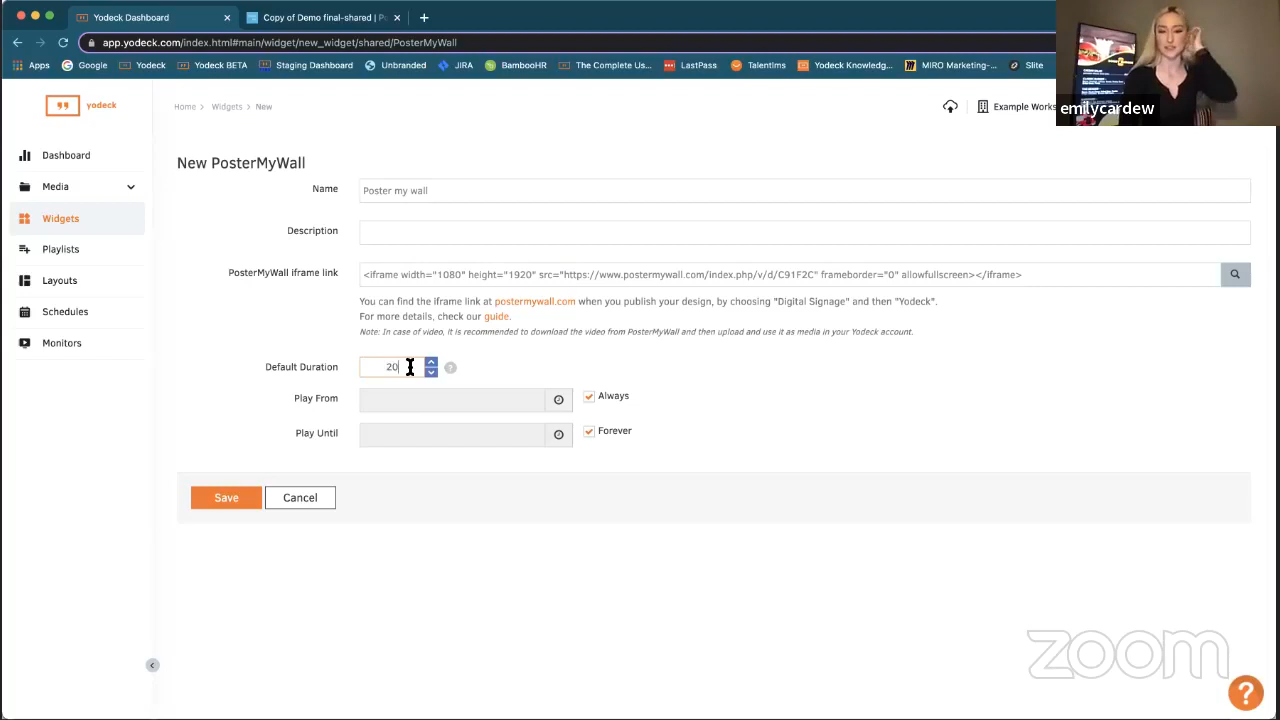 Yodeck Dashboard
Copy of Demo final-shared | P
app.yodeck.com/index.html#main/widget/new_widget/shared/PosterMyWall
Apps
Google
Yodeck
Yodeck BETA
Staging Dashboard
Unbranded
JIRA
BambooHR
The Complete Us...
LastPass
Talentlms
Yodeck Knowledg...
MIRO Marketing-...
Slite
emilycardew
yodeck
Home > Widgets > New
Example Works
Dashboard
Media
Widgets
Playlists
Layouts
Schedules
Monitors
New PosterMyWall
Name
Poster my wall
Description
PosterMyWall iframe link
<iframe width="1080" height="1920" src="https://www.postermywall.com/index.php/v/d/C91F2C" frameborder="0" allowfullscreen></iframe>
You can find the iframe link at postermywall.com when you publish your design, by choosing "Digital Signage" and then "Yodeck".
For more details, check our guide.
Note: In case of video, it is recommended to download the video from PosterMyWall and then upload and use it as media in your Yodeck account.
Default Duration
20
?
Play From
Always
Play Until
Forever
Save
Cancel
zoom
?